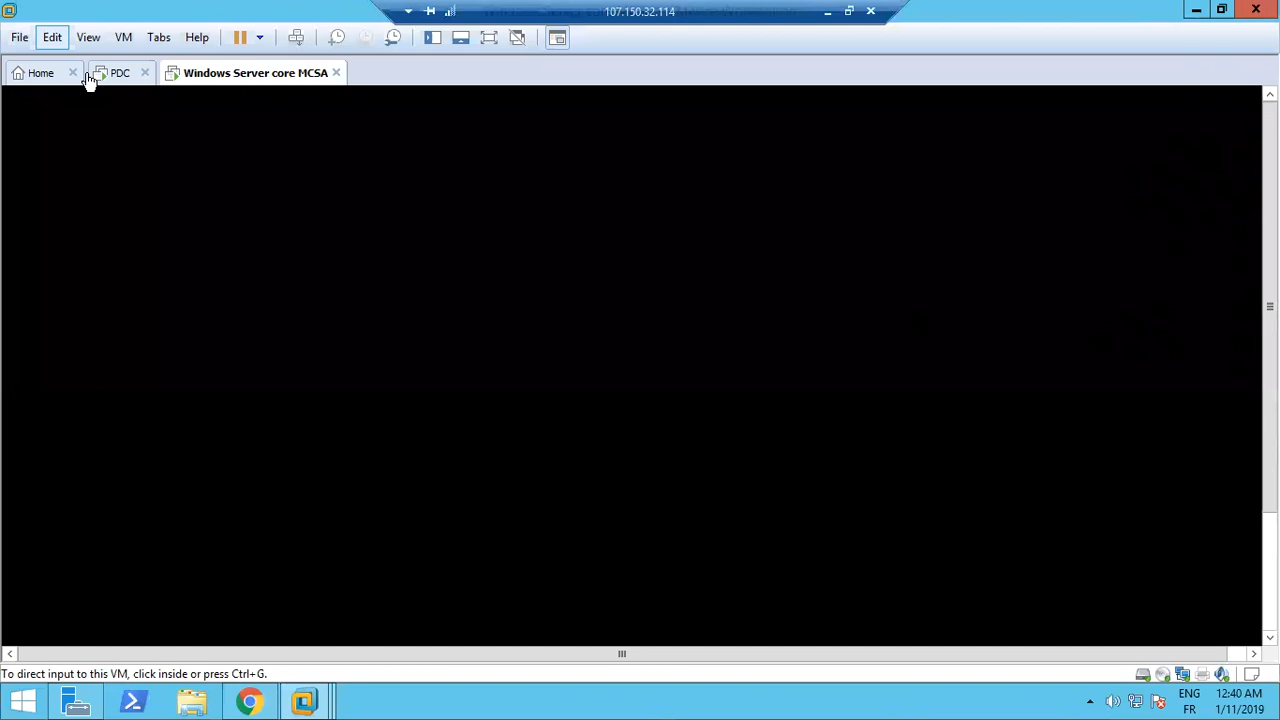 107.150.32.114
File Edit View VM Tabs Help
Home PDC Windows Server core MCSA
To direct input to this VM, click inside or press Ctrl+G.
ENG 12:40 AM
FR 1/11/2019